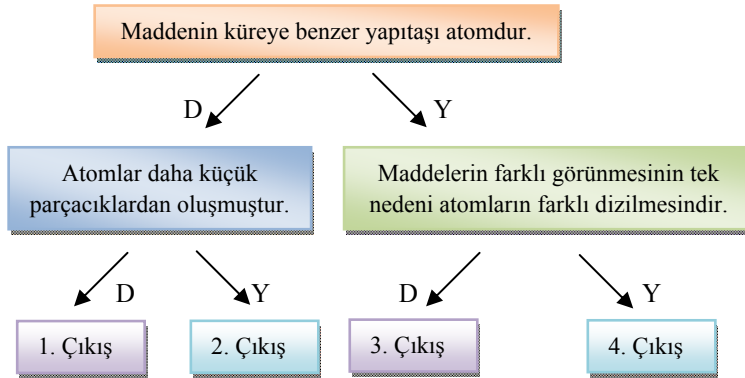 Maddenin küreye benzer yapıtaşı atomdur.
D
Y
Atomlar daha küçük
parçacıklardan oluşmuştur.
Maddelerin farklı görünmesinin tek
nedeni atomların farklı dizilmesindir.
D
Y
D
Y
1. Çıkış
2. Çıkış
3. Çıkış
4. Çıkış